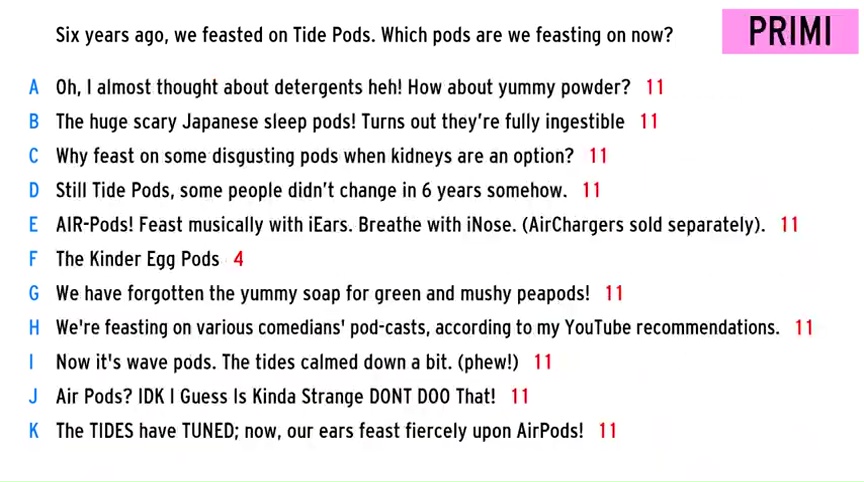 Six years ago, we feasted on Tide Pods. Which pods are we feasting on now?
PRIMI
A Oh, I almost thought about detergents heh! How about yummy powder? 11
B The huge scary Japanese sleep pods! Turns out they're fully ingestible 11
C Why feast on some disgusting pods when kidneys are an option? 11
D Still Tide Pods, some people didn't change in 6 years somehow. 11
E AIR-Pods! Feast musically with iEars. Breathe with iNose. (AirChargers sold separately). 11
F The Kinder Egg Pods 4
G We have forgotten the yummy soap for green and mushy peapods! 11
H We're feasting on various comedians' pod-casts, according to my YouTube recommendations. 11
I Now it's wave pods. The tides calmed down a bit. (phew!) 11
J Air Pods? IDK I Guess Is Kinda Strange DONT DOO That! 11
K The TIDES have TUNED; now, our ears feast fiercely upon AirPods! 11